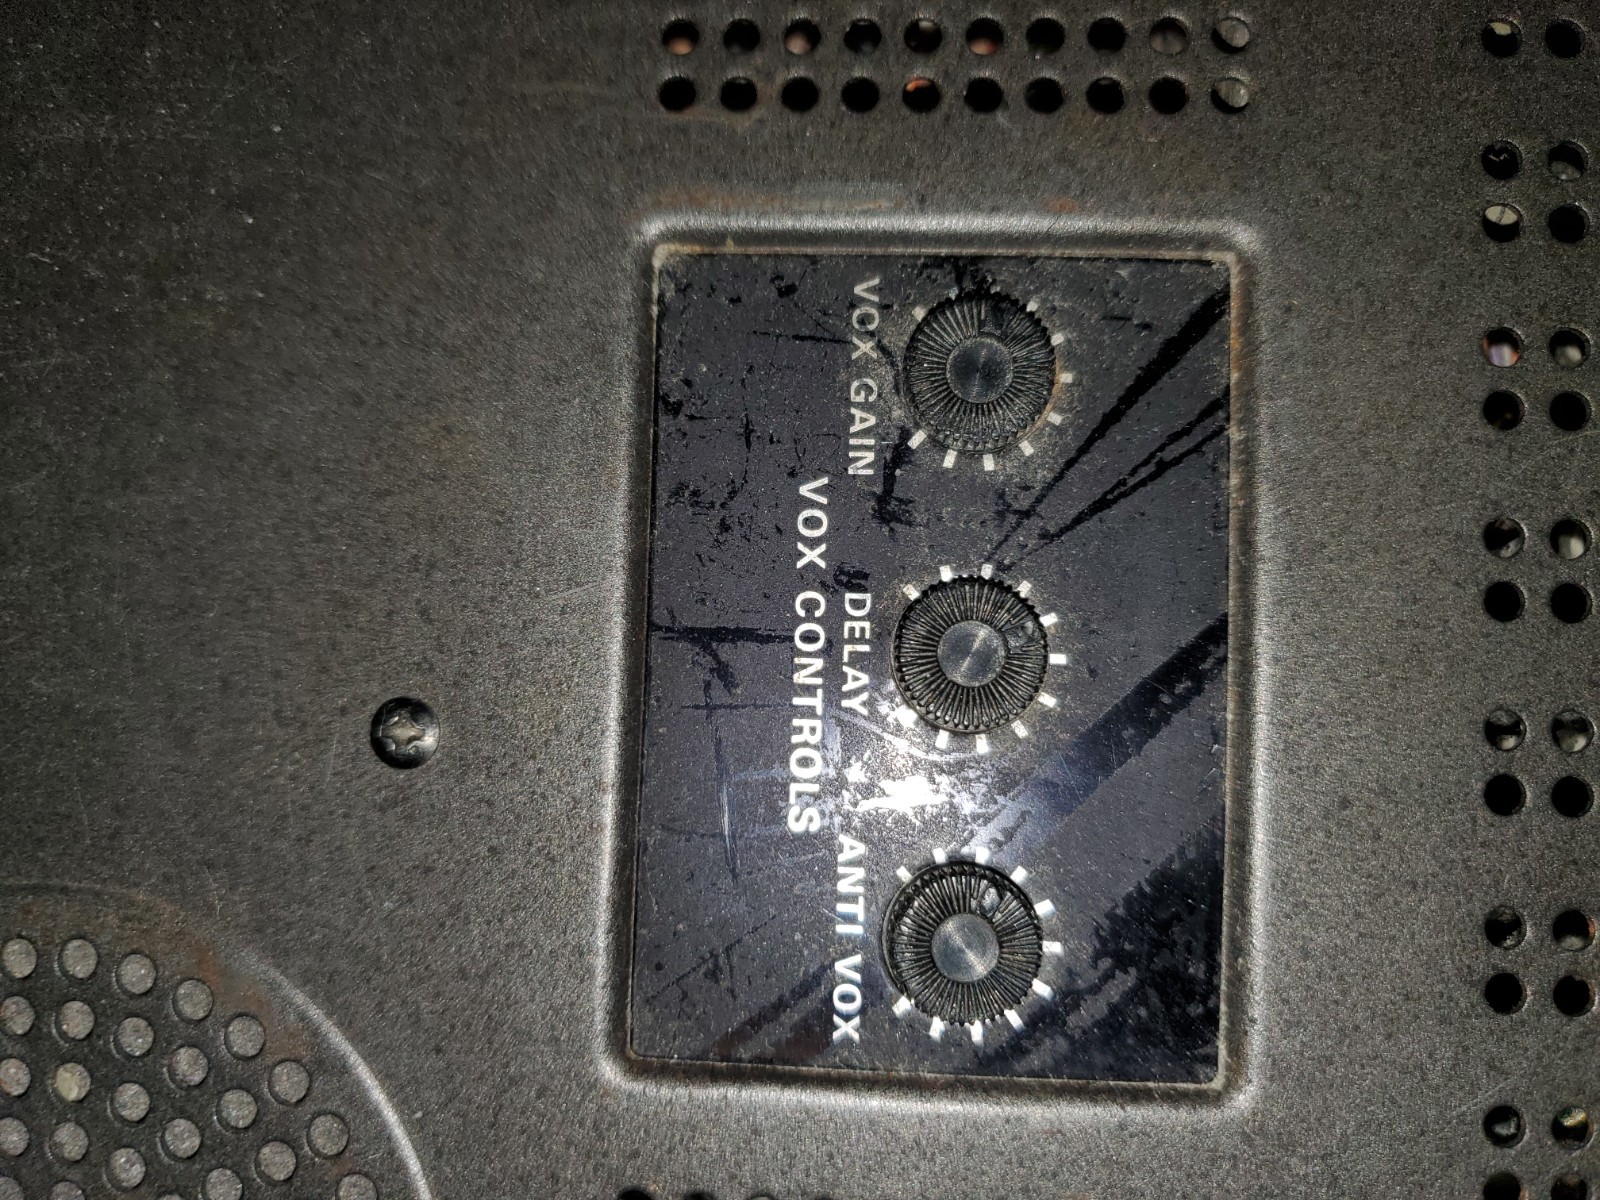 VOX GAIN
DELAY
ANTI VOX
VOX CONTROLS